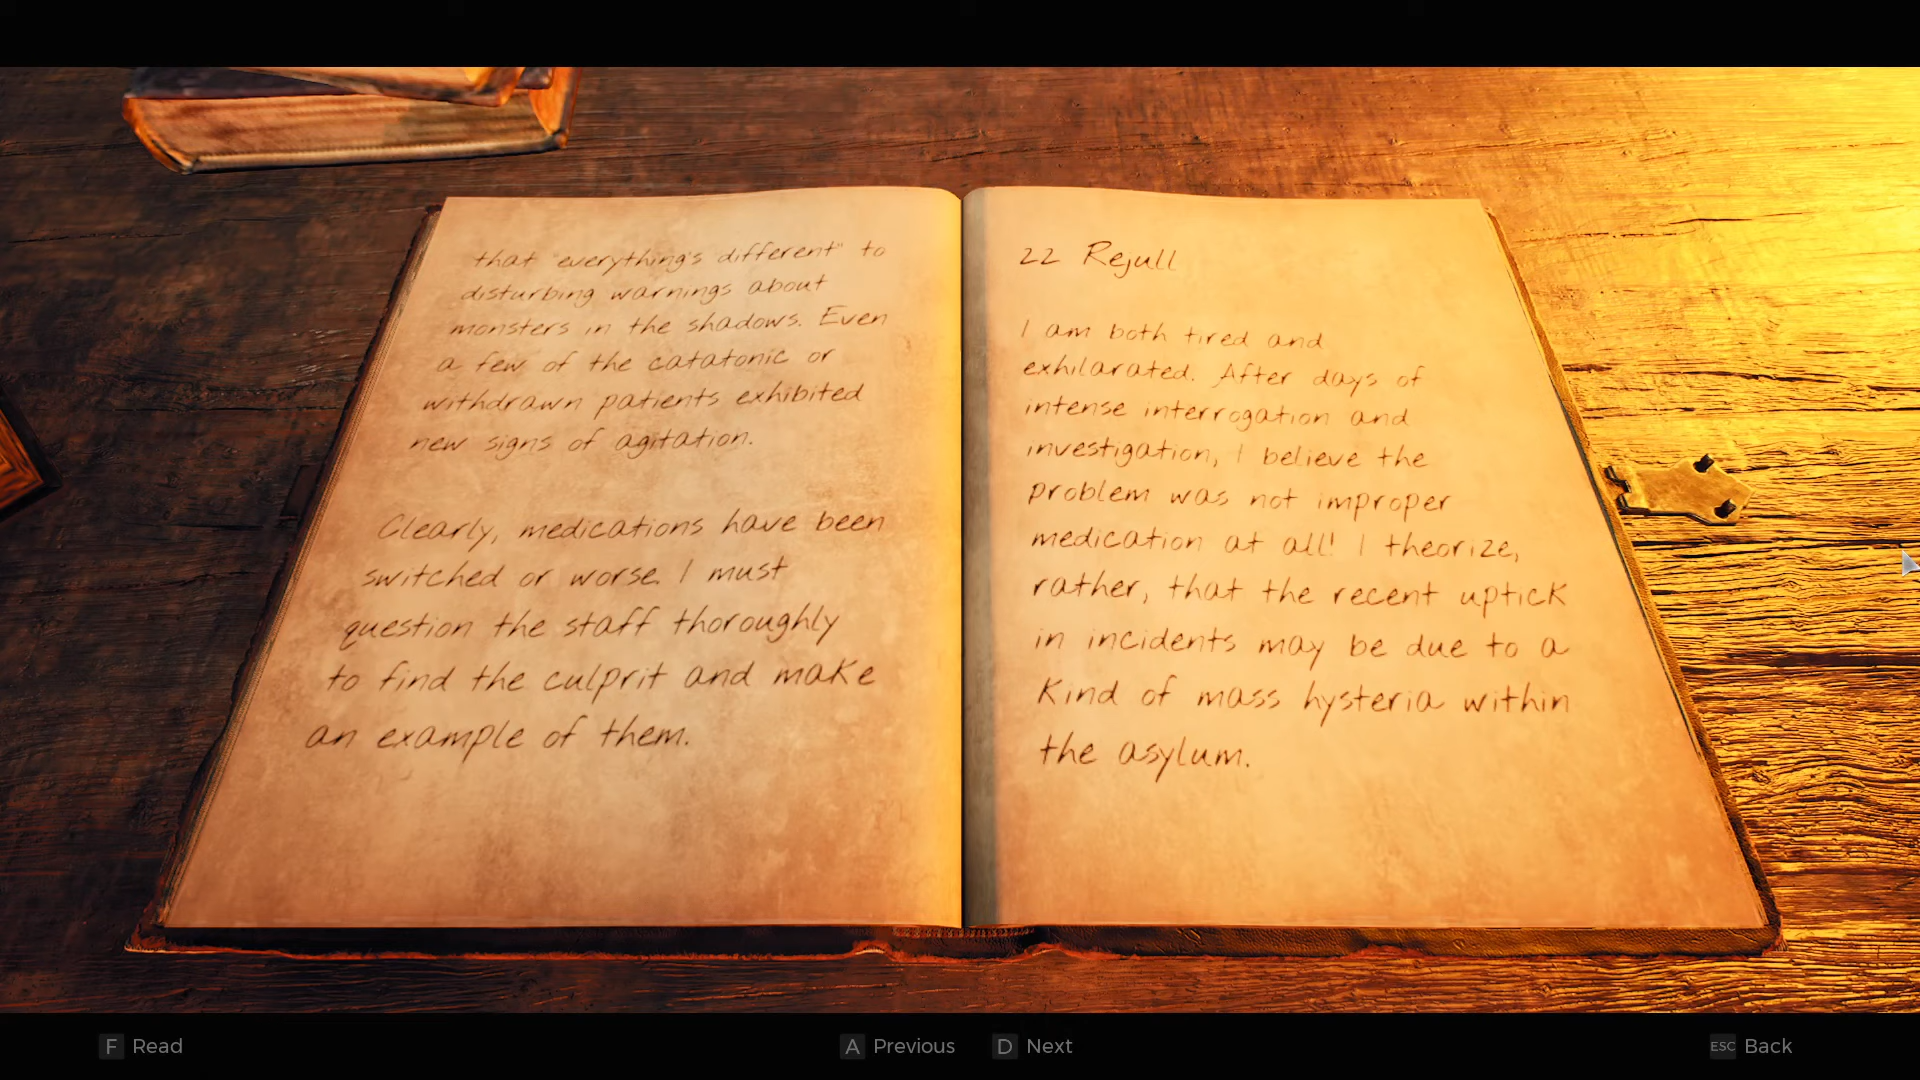 that "everything's different" to
disturbing warnings about
monsters in the shadows. Even
a few of the catatonic or
withdrawn patients exhibited
new signs of agitation.
Clearly, medications have been
switched or worse. I must
question the staff thoroughly
to find the culprit and make
an example of them.
22 Rejull
I am both tired and
exhilarated. After days of
intense interrogation and
investigation, I believe the
problem was not improper
medication at all! I theorize,
rather, that the recent uptick
in incidents may be due to a
kind of mass hysteria within
the asylum.
F Read
A Previous
D Next
ESC Back